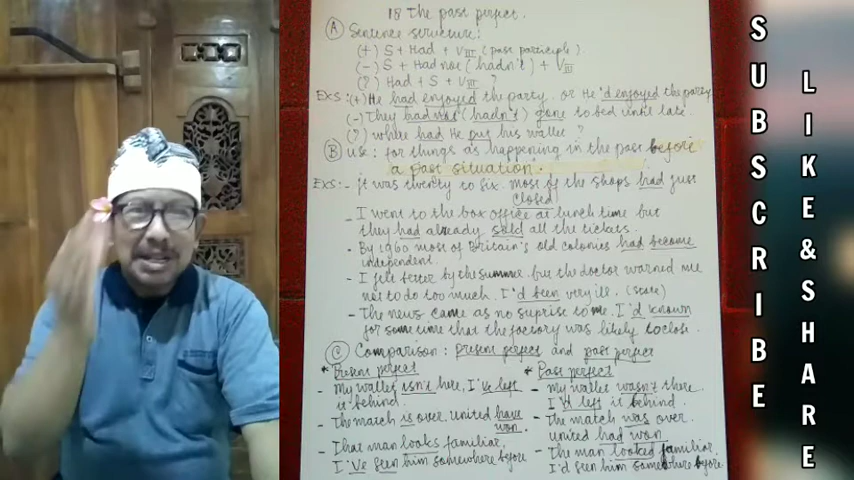 18 The past perfect.
A Sentence structure:
(+) S + Had + VIII (past participle).
(-) S + Had not (hadn't) + VIII
(?) Had + S + VIII ?
Exs: (+) He had enjoyed the party. or He'd enjoyed the party
(-) They had not (hadn't) gone to bed until late.
(?) where had He put his wallet ?
B Use: for things as happening in the past before
a past situation.
Exs: - It was twenty to six. most of the shops had just
closed
- I went to the box office at lunch time but
they had already sold all the tickets.
- By 1960 most of Britain's old colonies had become
independent.
- I felt better by the summer. but the doctor warned me
not to do too much. I'd been very ill. (state)
- The news came as no suprise to me. I'd known
for some time that the factory was likely to close.
C Comparison: present perfect and past perfect
* Present perfect
- My wallet isn't here, I've left
it behind.
- The match is over. United have
won.
- That man looks familiar,
I've seen him somewhere before
* Past perfect
- my wallet wasn't there.
I'd left it behind.
- The match was over.
united had won
- The man looked familiar.
I'd seen him somewhere before.
SUBSCRIBE
LIKE & SHARE